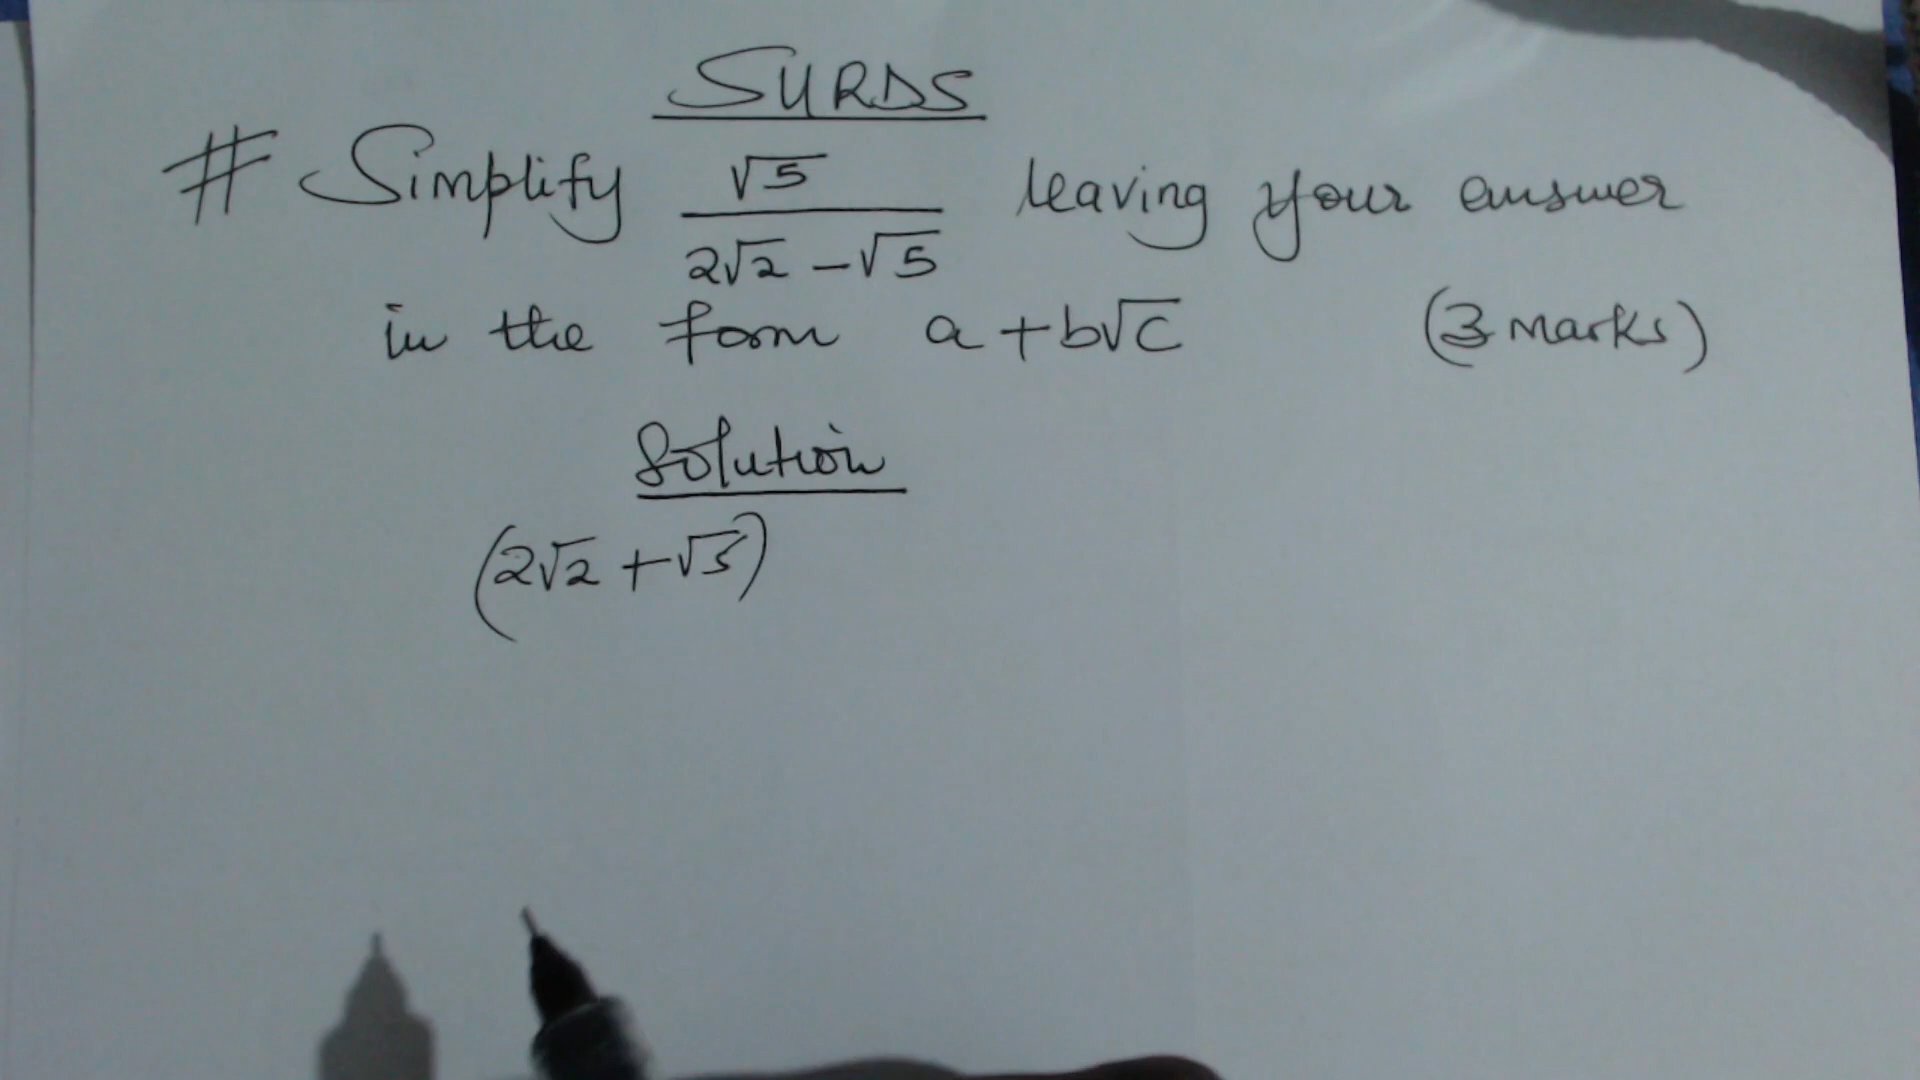 SURDS
# Simplify √5/(2√2 - √5) leaving your answer
in the form a + b√c (3 marks)
Solution
(2√2 + √5)